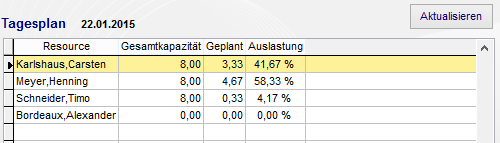 Tagesplan 22.01.2015 Aktualisieren
Resource Gesamtkapazität Geplant Auslastung
Karlshaus,Carsten 8,00 3,33 41,67 %
Meyer,Henning 8,00 4,67 58,33 %
Schneider,Timo 8,00 0,33 4,17 %
Bordeaux,Alexander 0,00 0,00 0,00 %